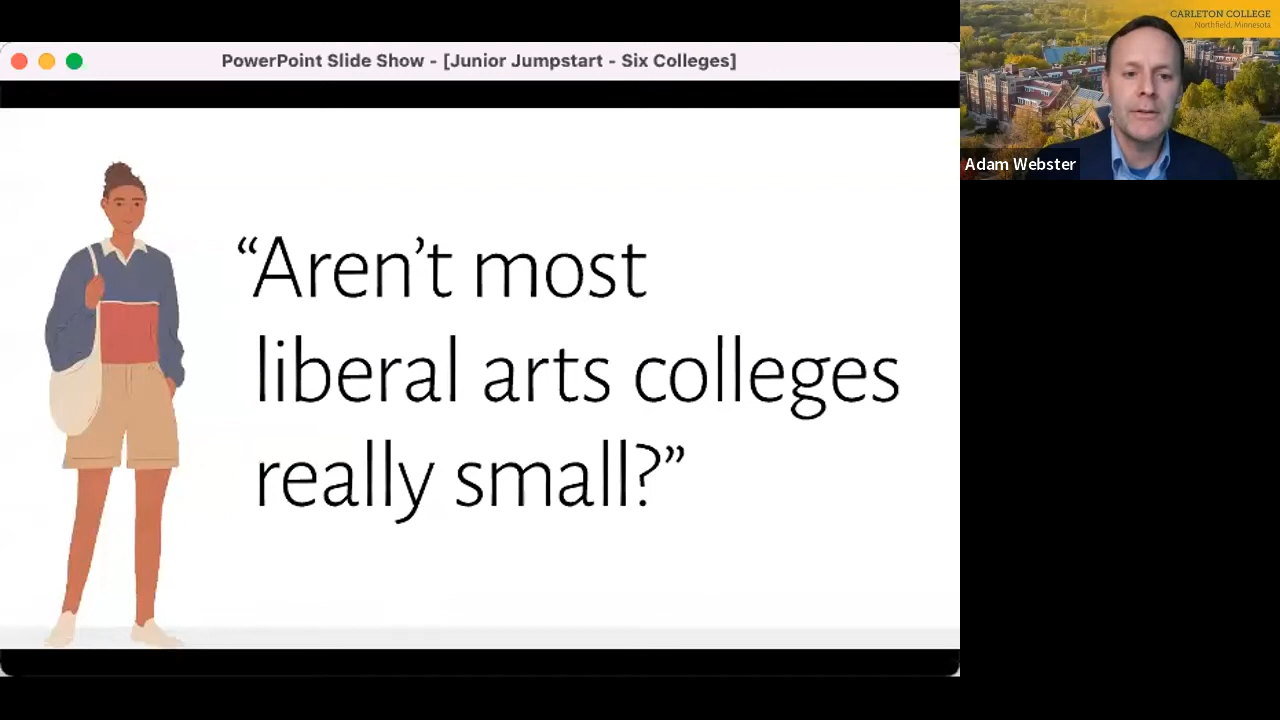 PowerPoint Slide Show - [Junior Jumpstart - Six Colleges]
“Aren’t most
liberal arts colleges
really small?”
CARLETON COLLEGE
Northfield, Minnesota
Adam Webster